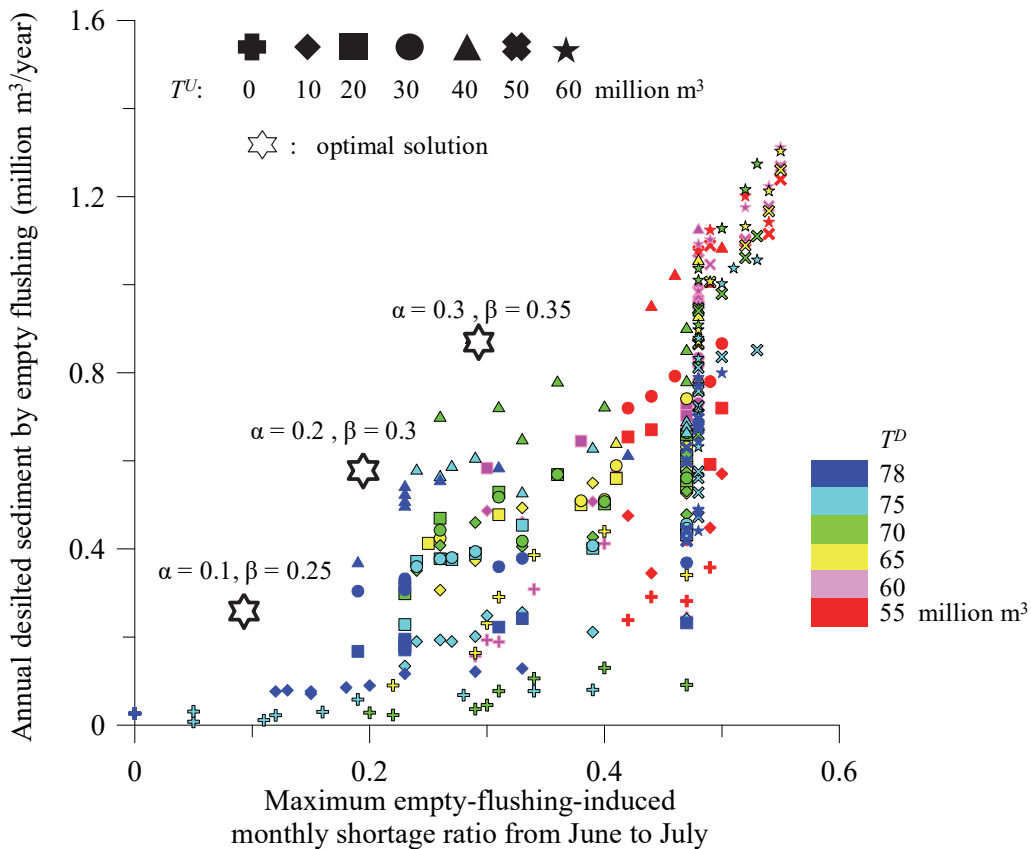 Annual desilted sediment by empty flushing (million m³/year)
1.6
1.2
0.8
0.4
0
Tᵁ: 0 10 20 30 40 50 60 million m³
: optimal solution
α = 0.3 , β = 0.35
α = 0.2 , β = 0.3
α = 0.1, β = 0.25
Tᴰ
78
75
70
65
60
55 million m³
0 0.2 0.4 0.6
Maximum empty-flushing-induced
monthly shortage ratio from June to July